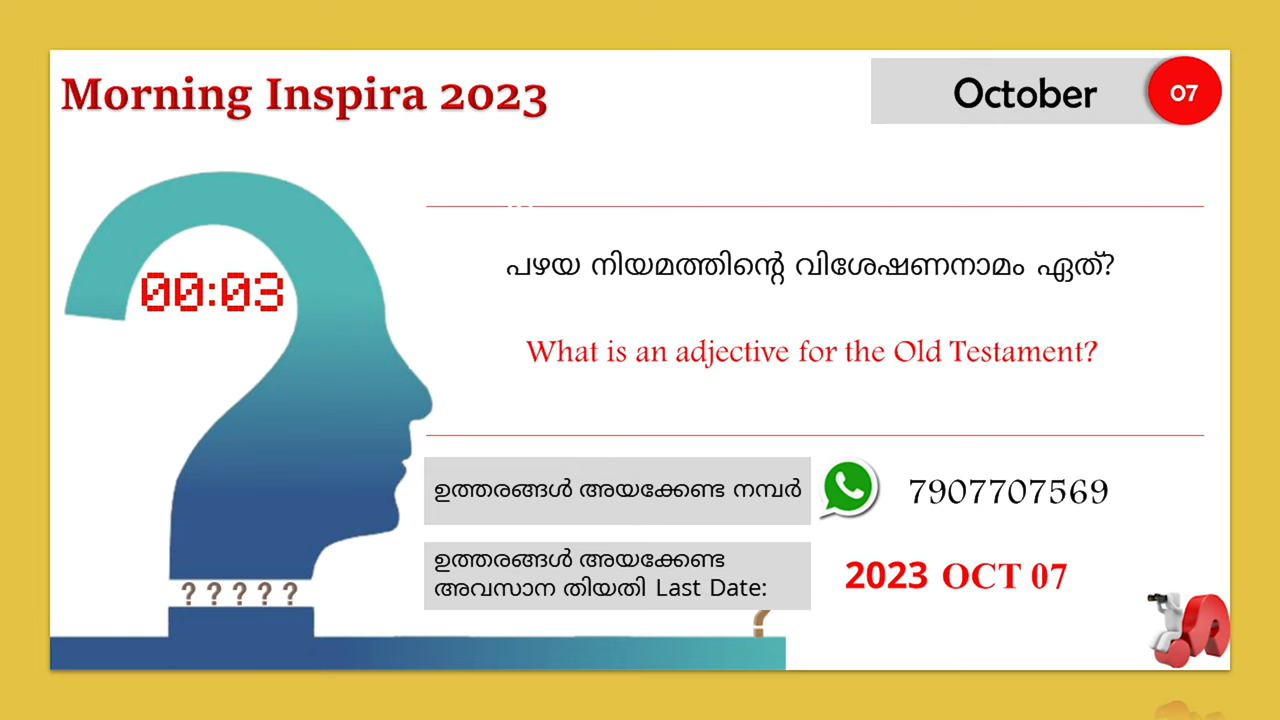 Morning Inspira 2023
October
07
00:03
പഴയ നിയമത്തിന്റെ വിശേഷണനാമം ഏത്?
What is an adjective for the Old Testament?
ഉത്തരങ്ങൾ അയക്കേണ്ട നമ്പർ
7907707569
ഉത്തരങ്ങൾ അയക്കേണ്ട
അവസാന തിയതി Last Date:
2023 OCT 07
? ? ? ? ?